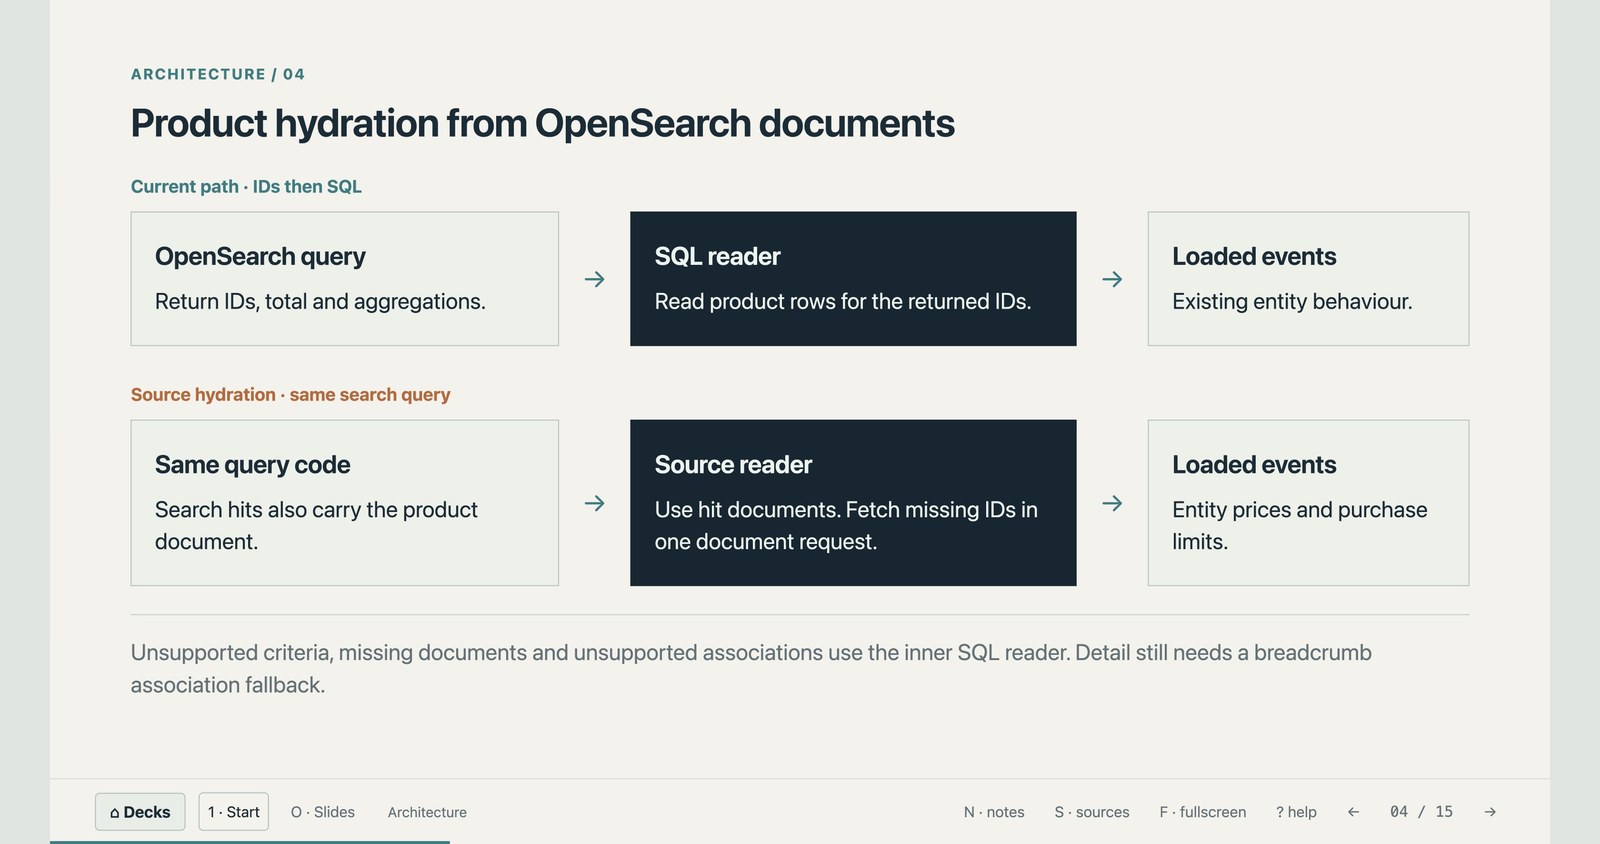 ARCHITECTURE / 04
Product hydration from OpenSearch documents
Current path · IDs then SQL
OpenSearch query
Return IDs, total and aggregations.
→
SQL reader
Read product rows for the returned IDs.
→
Loaded events
Existing entity behaviour.
Source hydration · same search query
Same query code
Search hits also carry the product
document.
→
Source reader
Use hit documents. Fetch missing IDs in
one document request.
→
Loaded events
Entity prices and purchase
limits.
Unsupported criteria, missing documents and unsupported associations use the inner SQL reader. Detail still needs a breadcrumb
association fallback.
⌂ Decks 1 · Start O · Slides Architecture N · notes S · sources F · fullscreen ? help ← 04 / 15 →